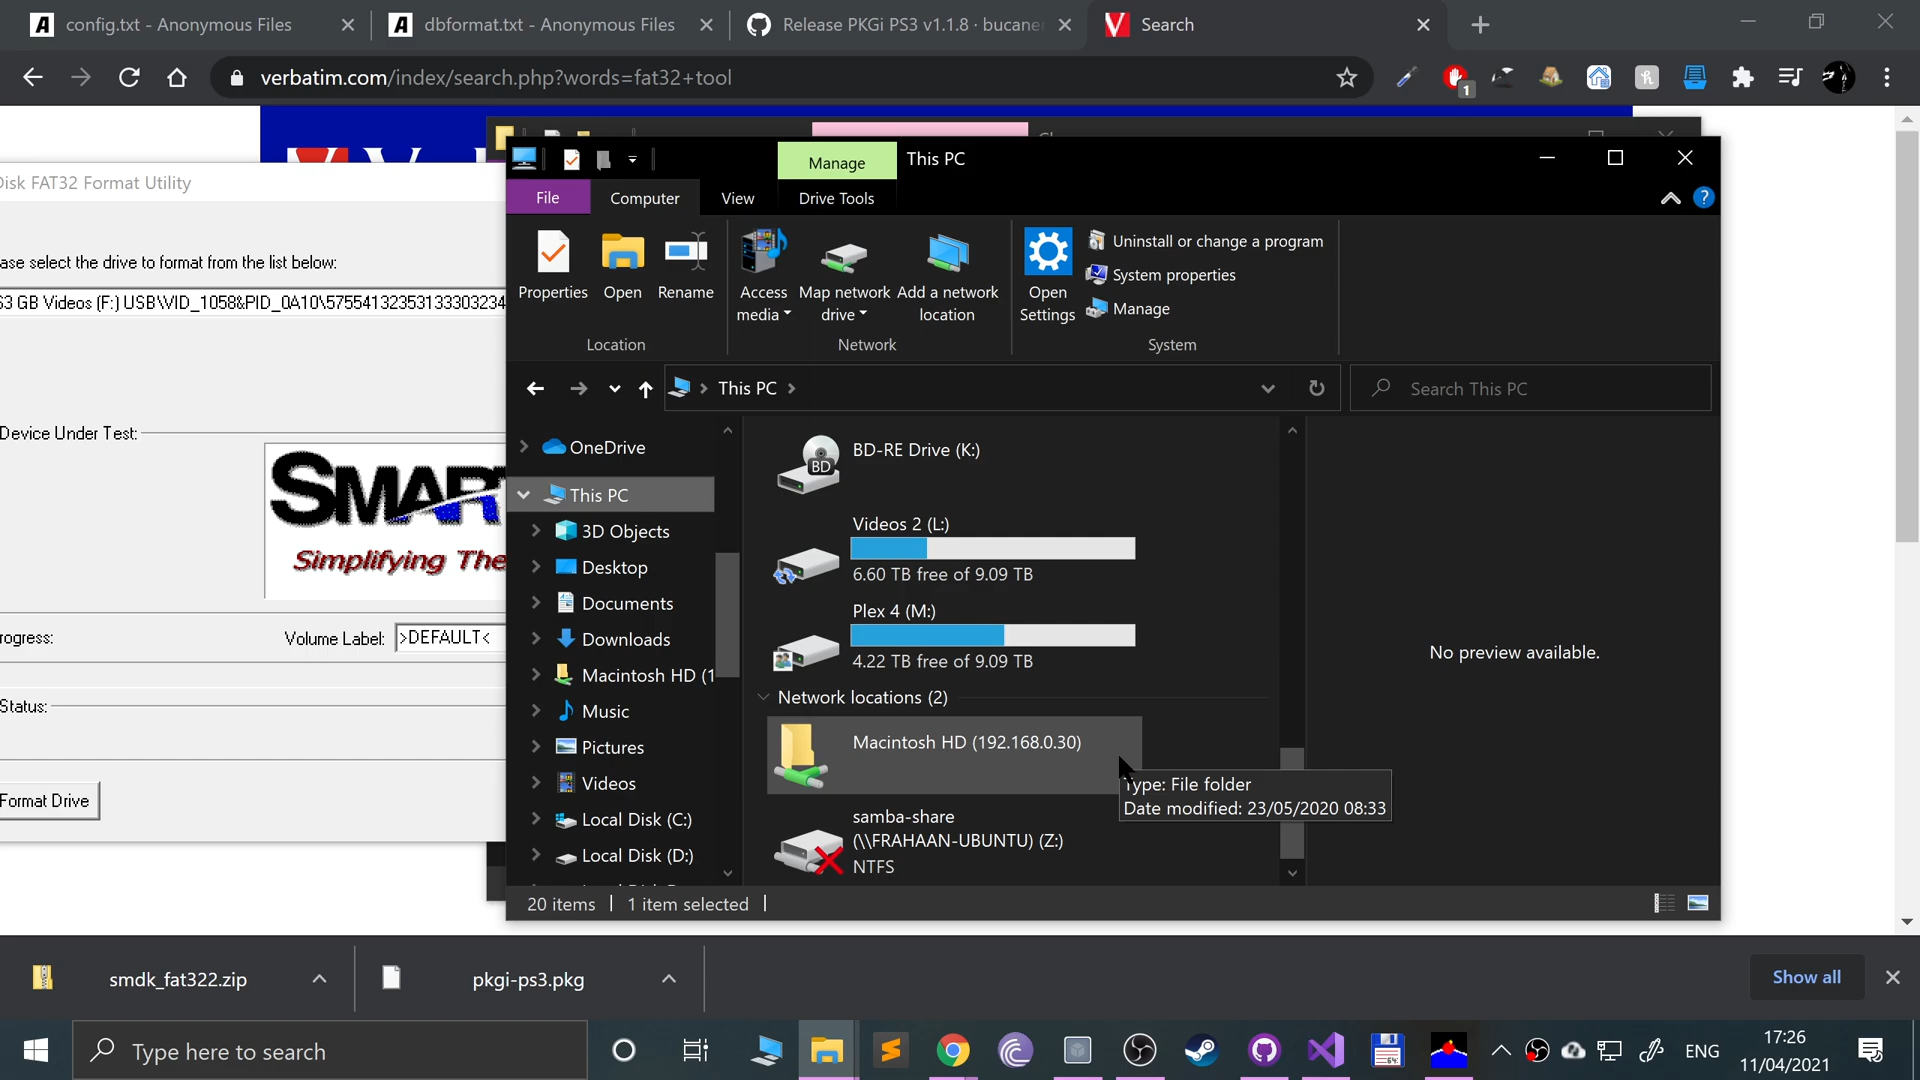 config.txt - Anonymous Files
dbformat.txt - Anonymous Files
Release PKGi PS3 v1.1.8 · bucane
Search
verbatim.com/index/search.php?words=fat32+tool
1
Disk FAT32 Format Utility
ase select the drive to format from the list below:
63 GB Videos (F:) USB\VID_1058&PID_0A10\575541323531333303234
Device Under Test:
SMAR
Simplifying The
rogress:
Volume Label:
>DEFAULT<
Status:
Format Drive
Manage
This PC
File
Computer
View
Drive Tools
Properties
Open
Rename
Location
Access media
Map network drive
Add a network location
Network
Open Settings
Uninstall or change a program
System properties
Manage
System
This PC
Search This PC
OneDrive
This PC
3D Objects
Desktop
Documents
Downloads
Macintosh HD (1
Music
Pictures
Videos
Local Disk (C:)
Local Disk (D:)
BD
BD-RE Drive (K:)
Videos 2 (L:)
6.60 TB free of 9.09 TB
Plex 4 (M:)
4.22 TB free of 9.09 TB
Network locations (2)
Macintosh HD (192.168.0.30)
Type: File folder
Date modified: 23/05/2020 08:33
samba-share
(\\FRAHAAN-UBUNTU) (Z:)
NTFS
No preview available.
20 items
1 item selected
smdk_fat322.zip
pkgi-ps3.pkg
Show all
Type here to search
64
ENG
17:26
11/04/2021